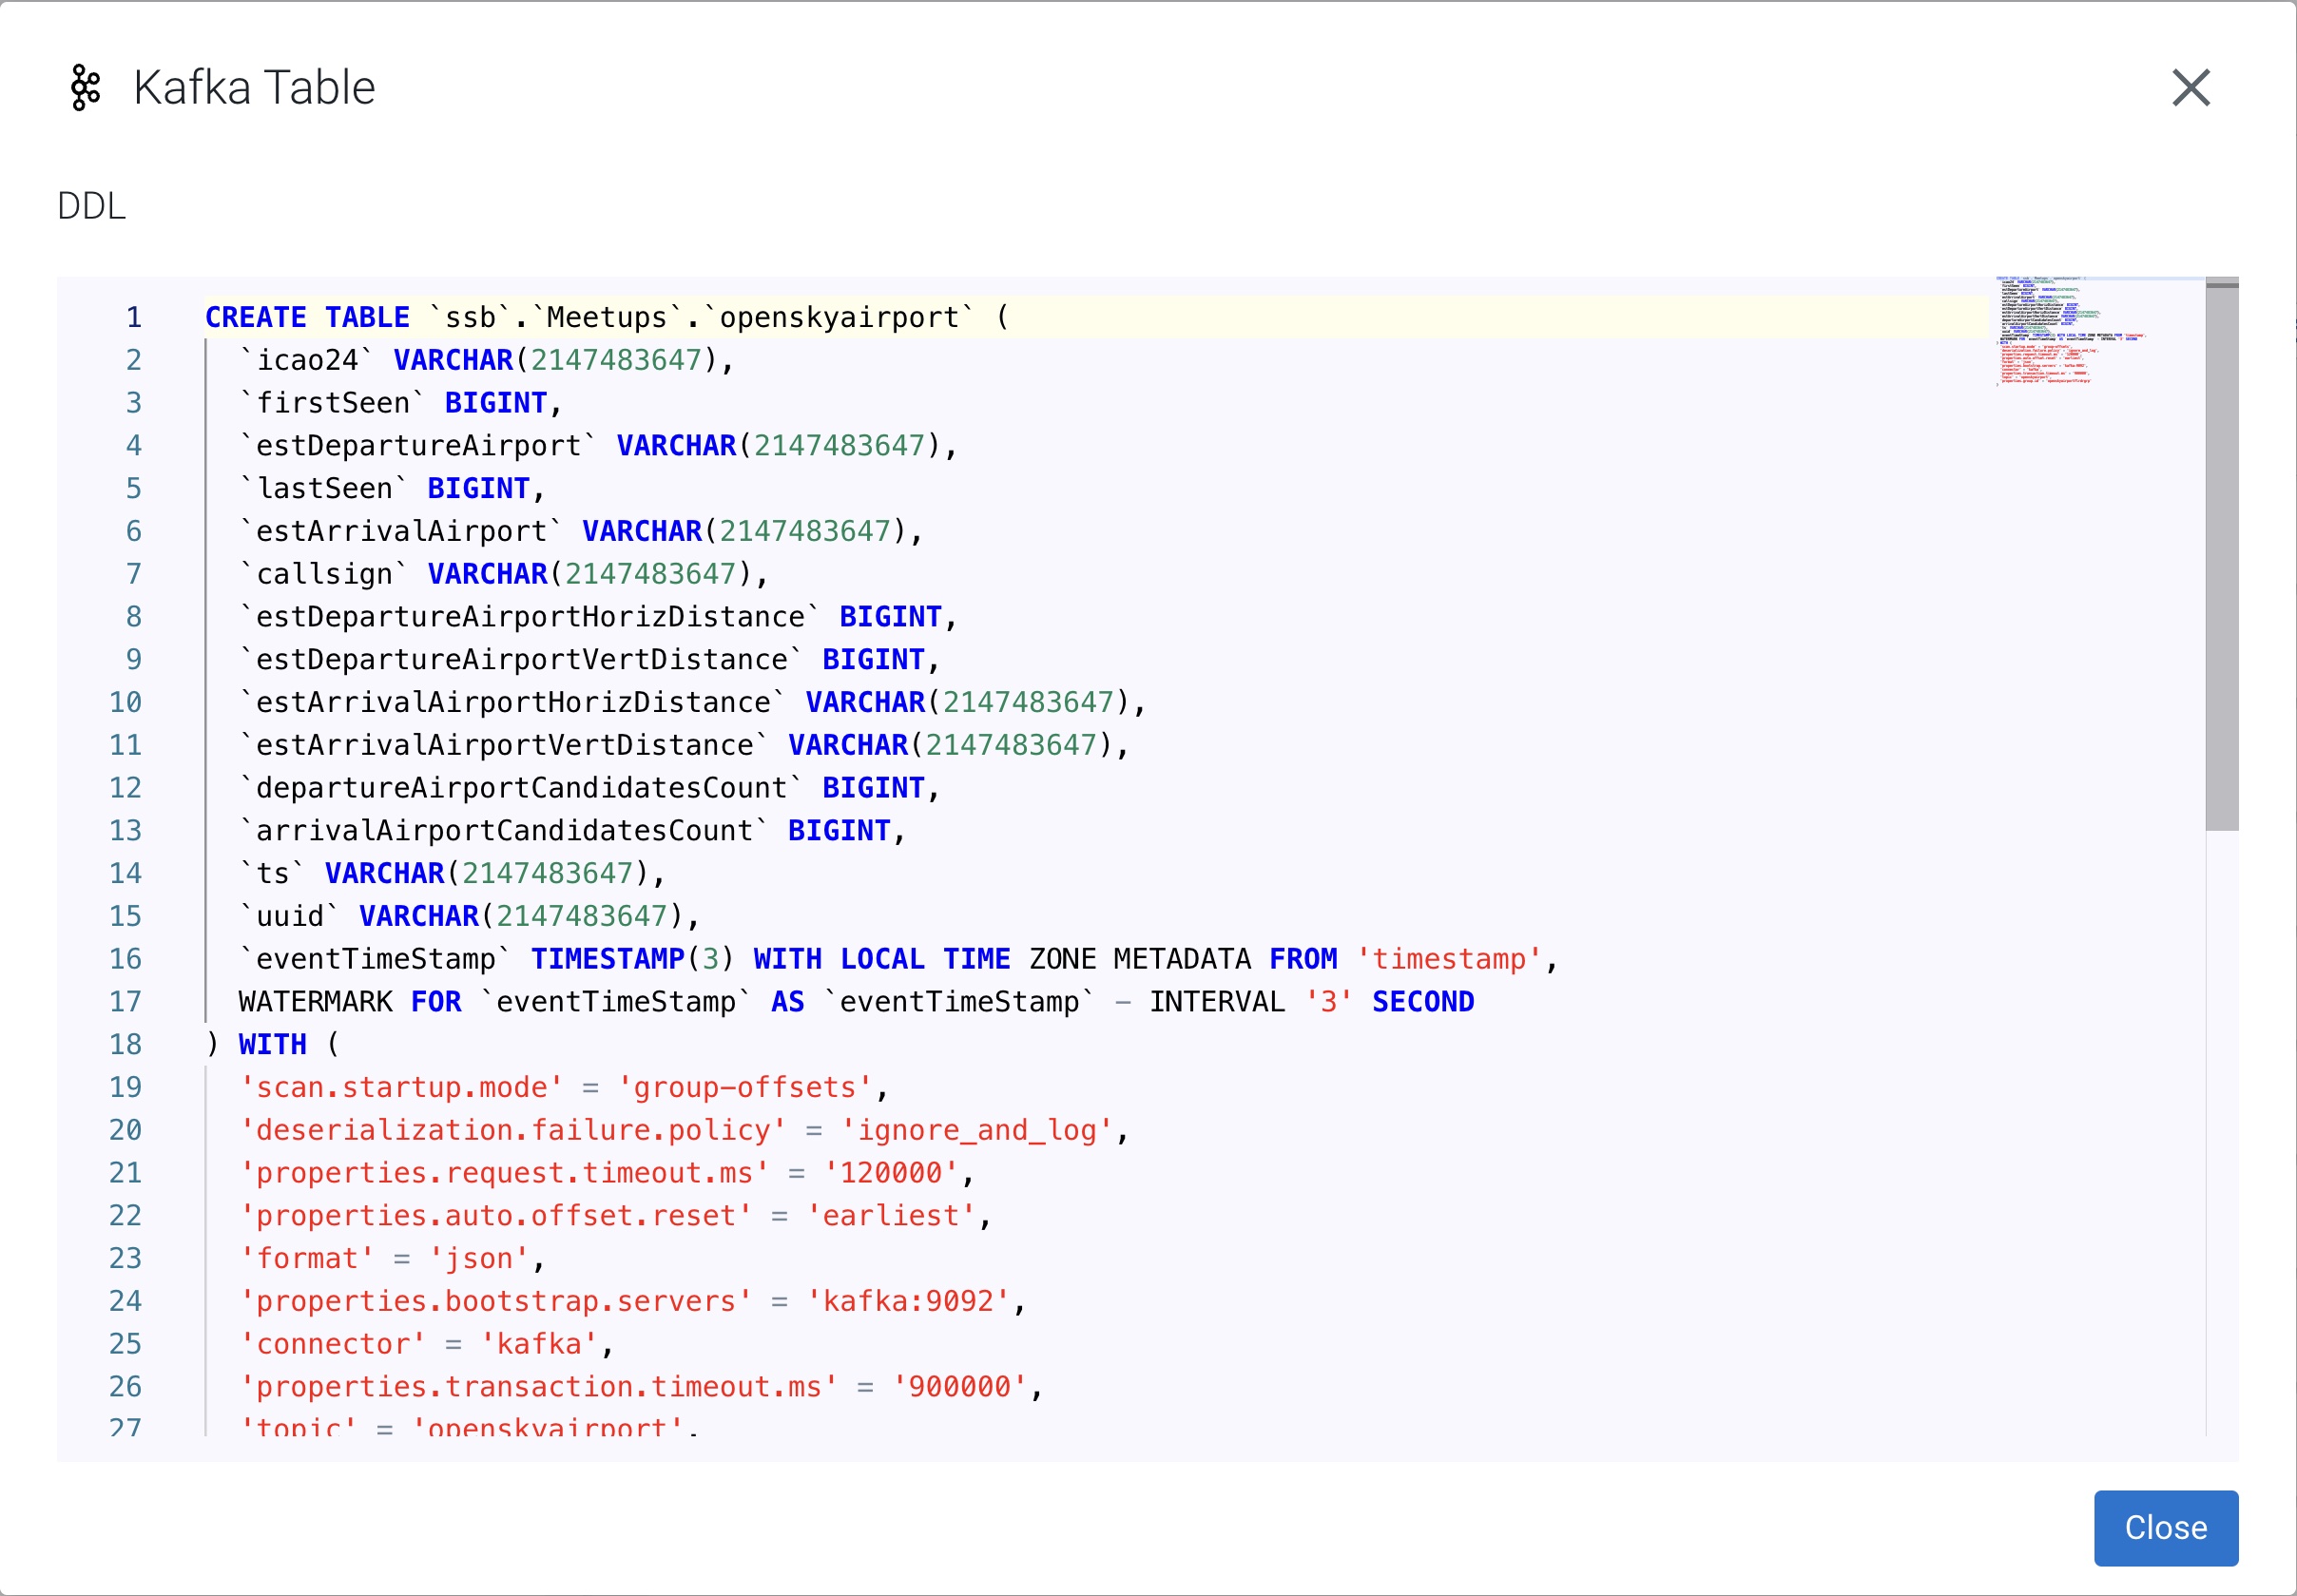 Kafka Table
DDL
1 CREATE TABLE `ssb`.`Meetups`.`openskyairport` (
2 `icao24` VARCHAR(2147483647),
3 `firstSeen` BIGINT,
4 `estDepartureAirport` VARCHAR(2147483647),
5 `lastSeen` BIGINT,
6 `estArrivalAirport` VARCHAR(2147483647),
7 `callsign` VARCHAR(2147483647),
8 `estDepartureAirportHorizDistance` BIGINT,
9 `estDepartureAirportVertDistance` BIGINT,
10 `estArrivalAirportHorizDistance` VARCHAR(2147483647),
11 `estArrivalAirportVertDistance` VARCHAR(2147483647),
12 `departureAirportCandidatesCount` BIGINT,
13 `arrivalAirportCandidatesCount` BIGINT,
14 `ts` VARCHAR(2147483647),
15 `uuid` VARCHAR(2147483647),
16 `eventTimeStamp` TIMESTAMP(3) WITH LOCAL TIME ZONE METADATA FROM 'timestamp',
17 WATERMARK FOR `eventTimeStamp` AS `eventTimeStamp` - INTERVAL '3' SECOND
18 ) WITH (
19 'scan.startup.mode' = 'group-offsets',
20 'deserialization.failure.policy' = 'ignore_and_log',
21 'properties.request.timeout.ms' = '120000',
22 'properties.auto.offset.reset' = 'earliest',
23 'format' = 'json',
24 'properties.bootstrap.servers' = 'kafka:9092',
25 'connector' = 'kafka',
26 'properties.transaction.timeout.ms' = '900000',
27 'topic' = 'openskyairport',
Close